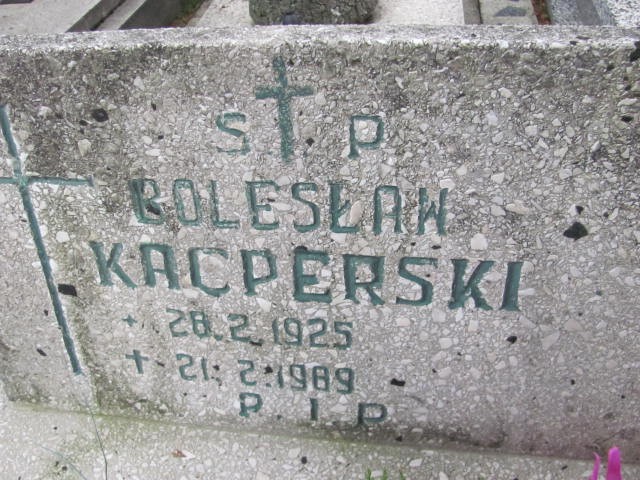 S P
BOLESŁAW
KACPERSKI
28.2.1925
21.2.1989
P I P